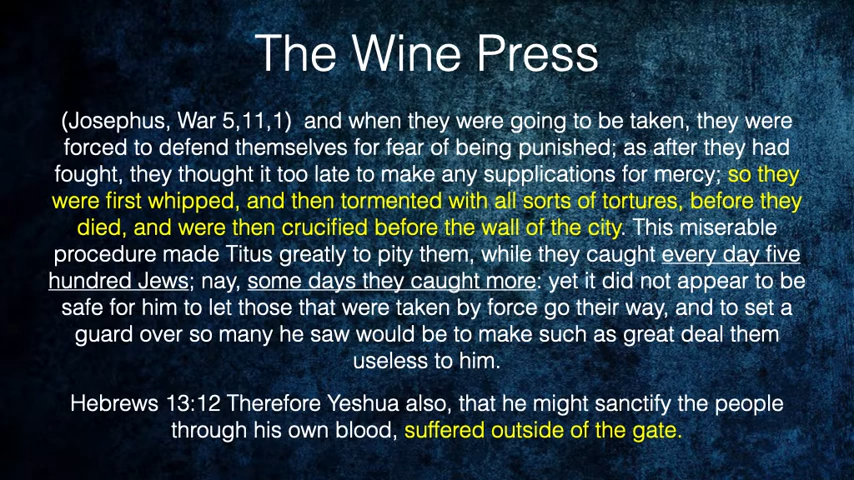 The Wine Press
(Josephus, War 5,11,1)  and when they were going to be taken, they were
forced to defend themselves for fear of being punished; as after they had
fought, they thought it too late to make any supplications for mercy; so they
were first whipped, and then tormented with all sorts of tortures, before they
died, and were then crucified before the wall of the city. This miserable
procedure made Titus greatly to pity them, while they caught every day five
hundred Jews; nay, some days they caught more: yet it did not appear to be
safe for him to let those that were taken by force go their way, and to set a
guard over so many he saw would be to make such as great deal them
useless to him.
Hebrews 13:12 Therefore Yeshua also, that he might sanctify the people
through his own blood, suffered outside of the gate.